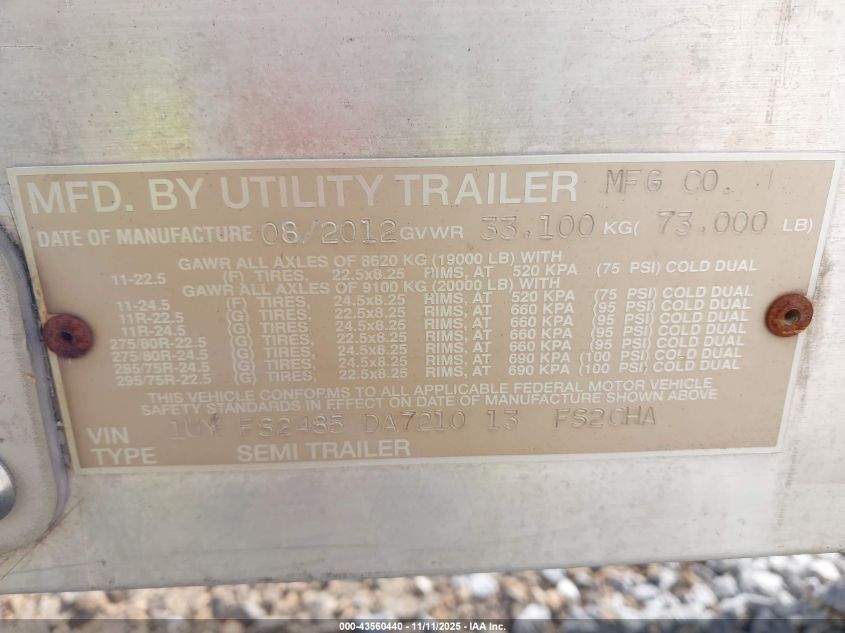 MFD. BY UTILITY TRAILER MFG CO.
DATE OF MANUFACTURE 08/2012 GVWR 33,100 KG( 73,000 LB)
GAWR ALL AXLES OF 8620 KG (19000 LB) WITH
11-22.5 (F) TIRES, 22.5x8.25 RIMS, AT 520 KPA (75 PSI) COLD DUAL
GAWR ALL AXLES OF 9100 KG (20000 LB) WITH
11-24.5 (F) TIRES, 24.5x8.25 RIMS, AT 520 KPA (75 PSI) COLD DUAL
11R-22.5 (G) TIRES, 22.5x8.25 RIMS, AT 660 KPA (95 PSI) COLD DUAL
11R-24.5 (G) TIRES, 24.5x8.25 RIMS, AT 660 KPA (95 PSI) COLD DUAL
275/80R-22.5 (G) TIRES, 22.5x8.25 RIMS, AT 660 KPA (95 PSI) COLD DUAL
275/80R-24.5 (G) TIRES, 24.5x8.25 RIMS, AT 660 KPA (95 PSI) COLD DUAL
285/75R-24.5 (G) TIRES, 24.5x8.25 RIMS, AT 690 KPA (100 PSI) COLD DUAL
295/75R-22.5 (G) TIRES, 22.5x8.25 RIMS, AT 690 KPA (100 PSI) COLD DUAL
THIS VEHICLE CONFORMS TO ALL APPLICABLE FEDERAL MOTOR VEHICLE
SAFETY STANDARDS IN EFFECT ON DATE OF MANUFACTURE SHOWN ABOVE.
VIN FS2485 DA7210 13 FS2CHA
TYPE SEMI TRAILER
000-43560440 - 11/11/2025 - IAA Inc.